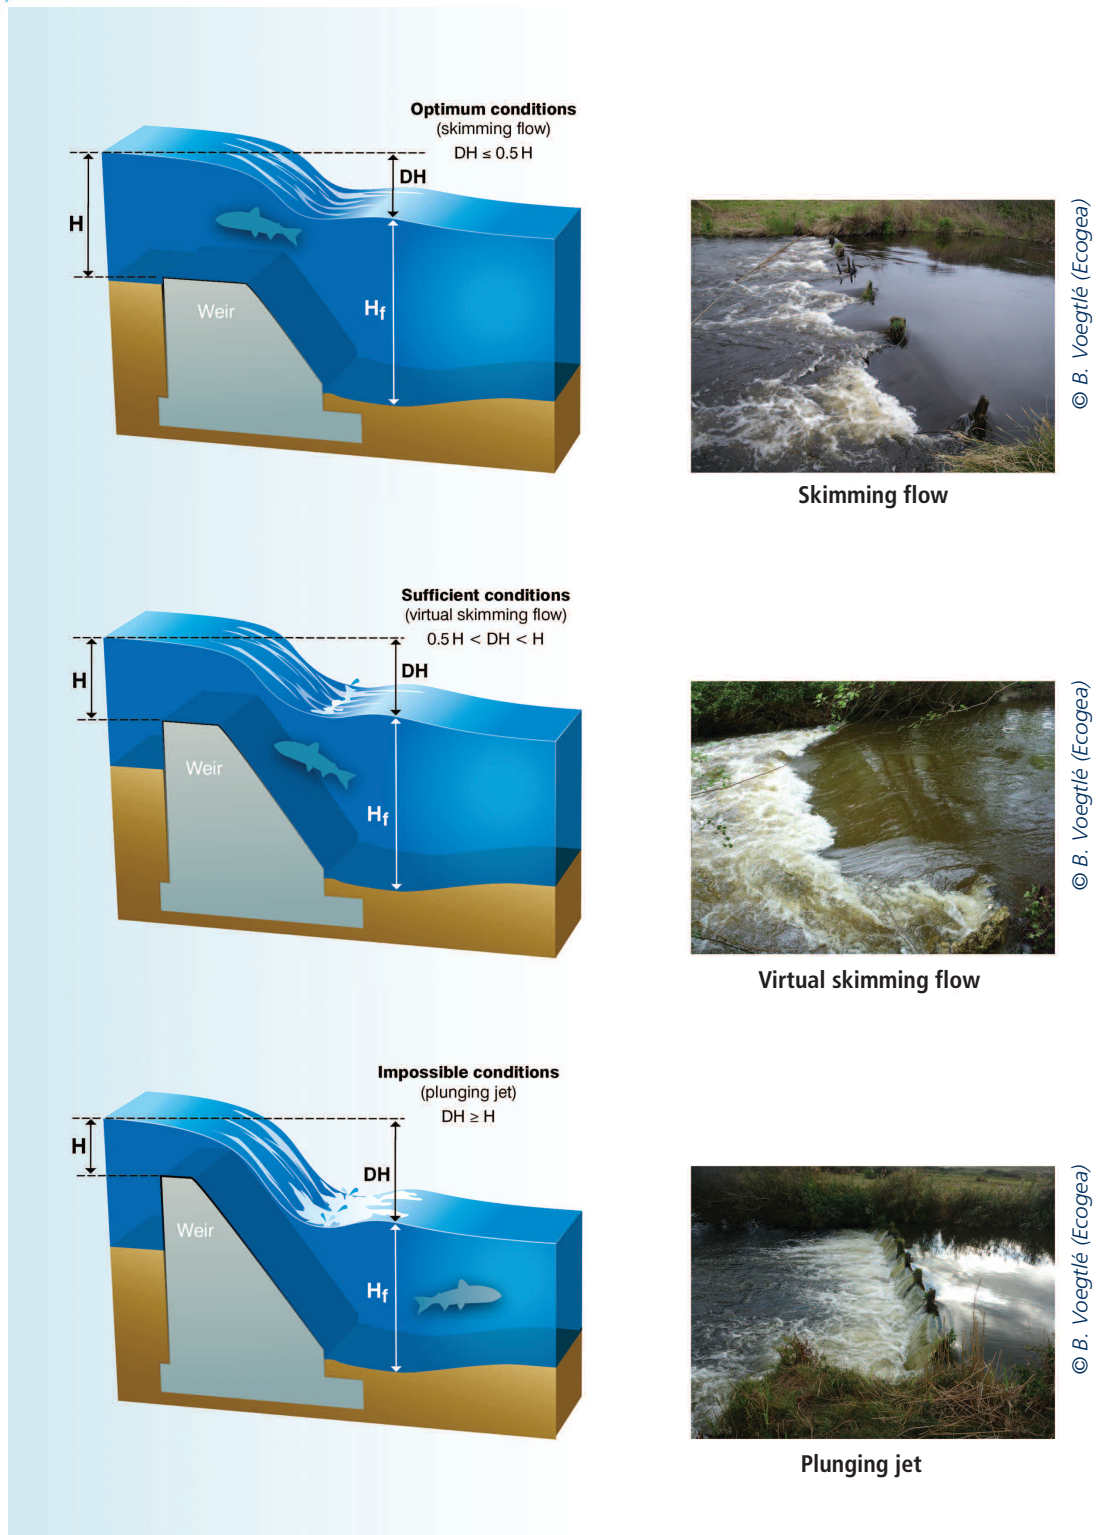 Optimum conditions
(skimming flow)
DH ≤ 0.5 H
DH
H
Weir
Hf
© B. Voegtlé (Ecogea)
Skimming flow
Sufficient conditions
(virtual skimming flow)
0.5 H < DH < H
DH
H
Weir
Hf
© B. Voegtlé (Ecogea)
Virtual skimming flow
Impossible conditions
(plunging jet)
DH ≥ H
H
DH
Weir
Hf
© B. Voegtlé (Ecogea)
Plunging jet